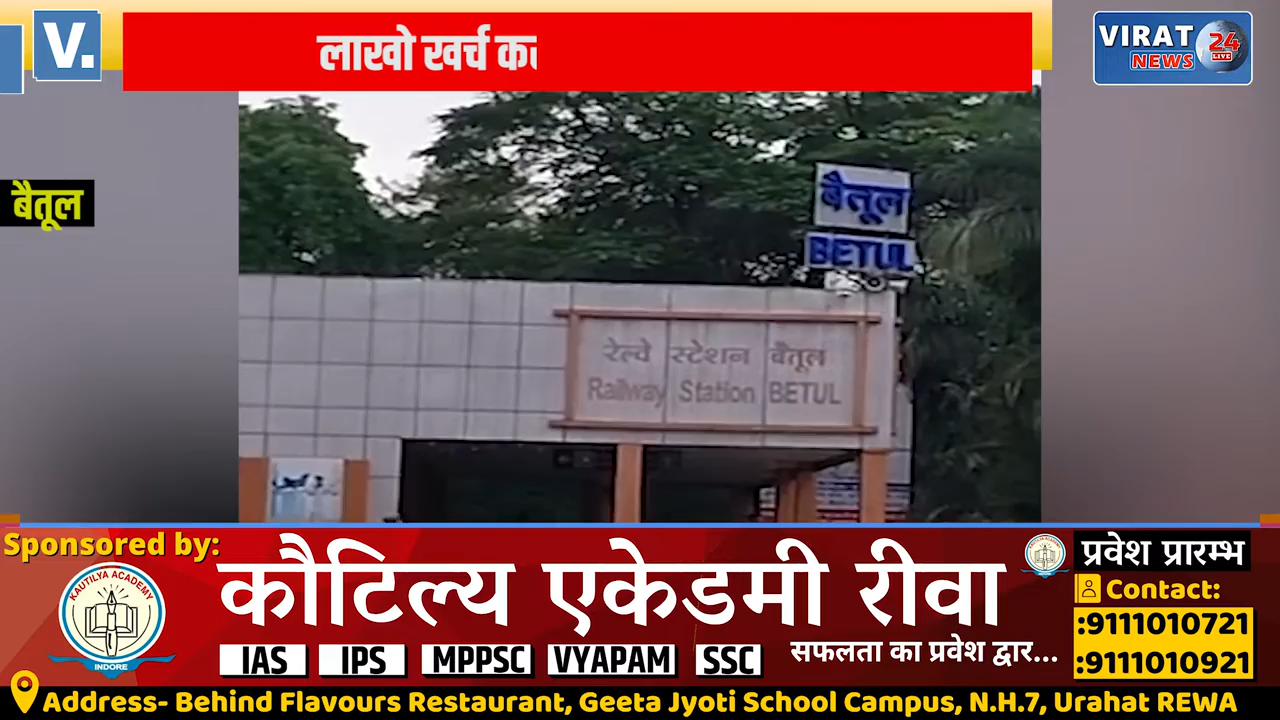 V.
लाखो खर्च
VIRAT
24
NEWS
LIVE
बैतूल
बैतूल
BETUL
रेल्वे स्टेशन बैतूल
Railway Station BETUL
Sponsored by:
KAUTILYA ACADEMY
INDORE
कौटिल्य एकेडमी रीवा
IAS IPS MPPSC VYAPAM SSC
सफलता का प्रवेश द्वार...
प्रवेश प्रारम्भ
Contact:
:9111010721
:9111010921
Address- Behind Flavours Restaurant, Geeta Jyoti School Campus, N.H.7, Urahat REWA